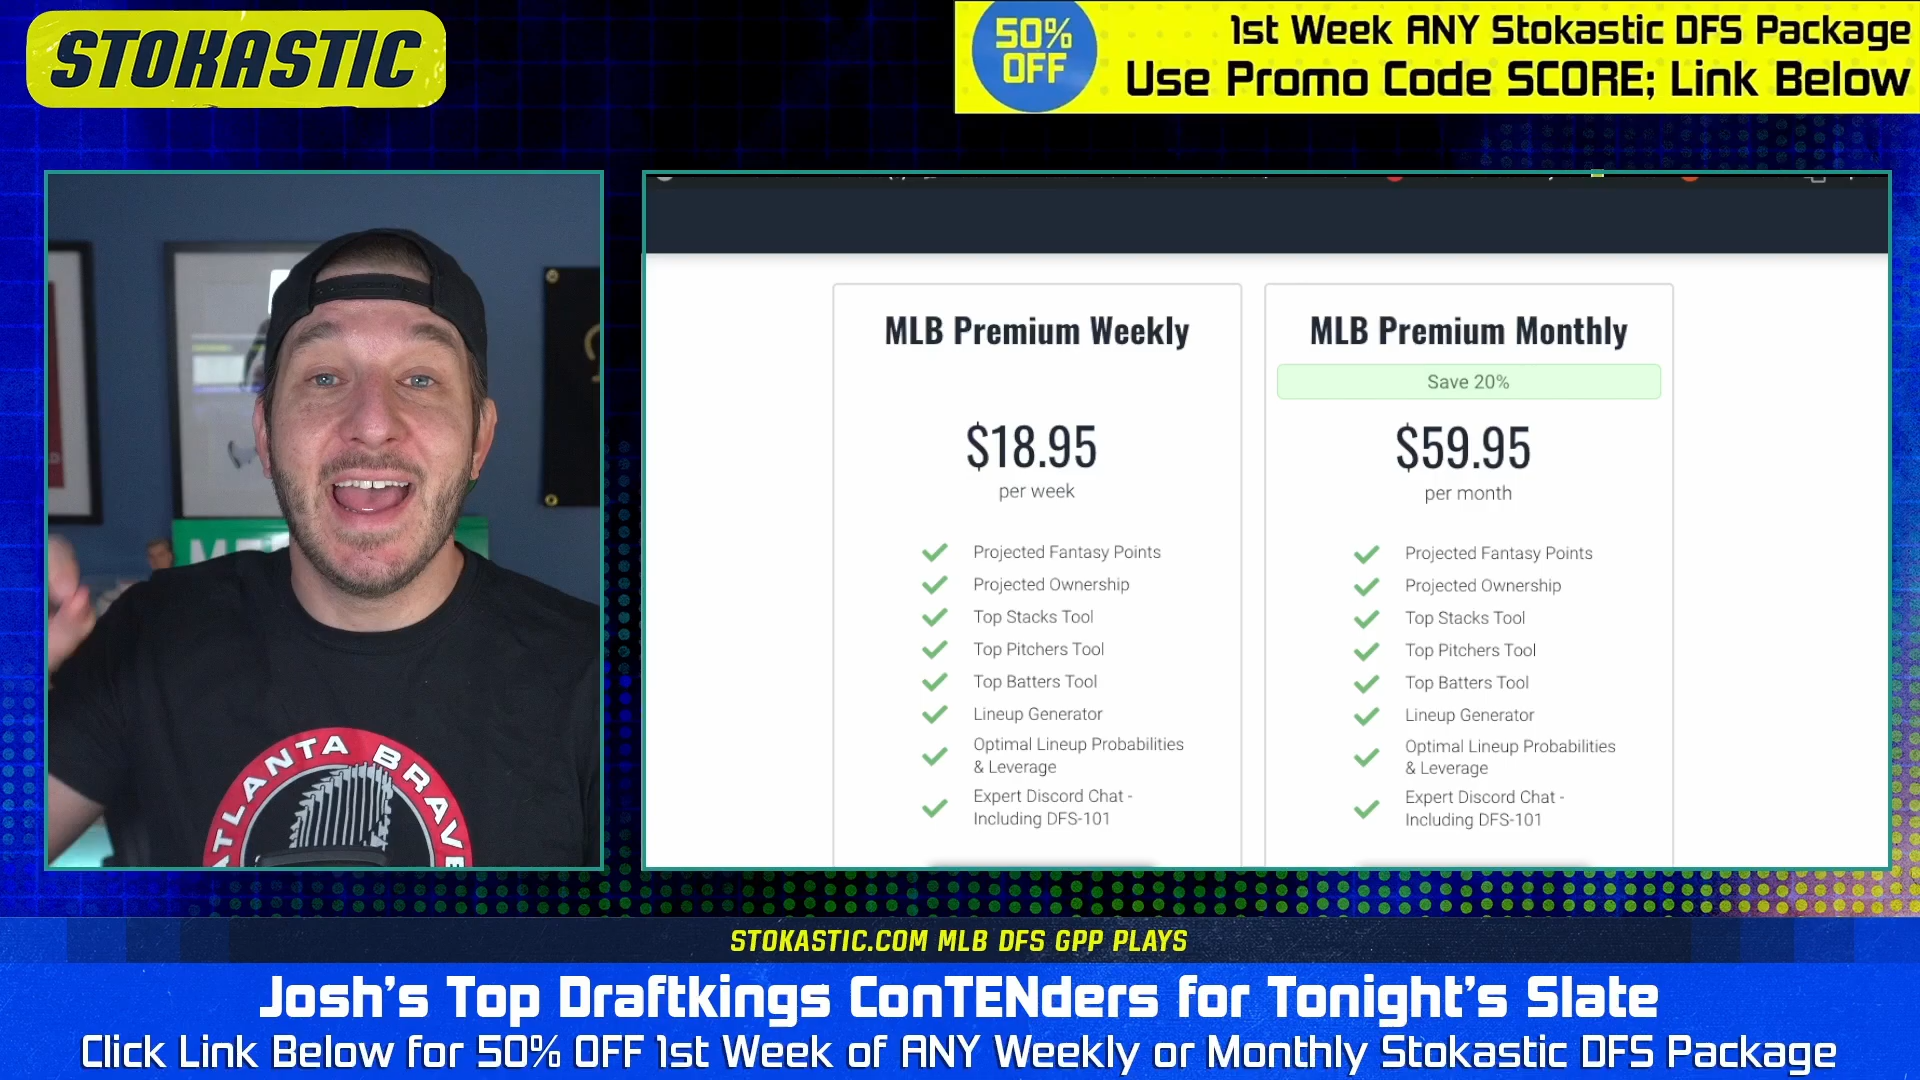 STOKASTIC
50%
OFF
1st Week ANY Stokastic DFS Package
Use Promo Code SCORE; Link Below
ATLANTA BRAVE
MLB Premium Weekly
$18.95
per week
Projected Fantasy Points
Projected Ownership
Top Stacks Tool
Top Pitchers Tool
Top Batters Tool
Lineup Generator
Optimal Lineup Probabilities
& Leverage
Expert Discord Chat -
Including DFS-101
MLB Premium Monthly
Save 20%
$59.95
per month
Projected Fantasy Points
Projected Ownership
Top Stacks Tool
Top Pitchers Tool
Top Batters Tool
Lineup Generator
Optimal Lineup Probabilities
& Leverage
Expert Discord Chat -
Including DFS-101
STOKASTIC.COM MLB DFS GPP PLAYS
Josh's Top Draftkings ConTENders for Tonight's Slate
Click Link Below for 50% OFF 1st Week of ANY Weekly or Monthly Stokastic DFS Package